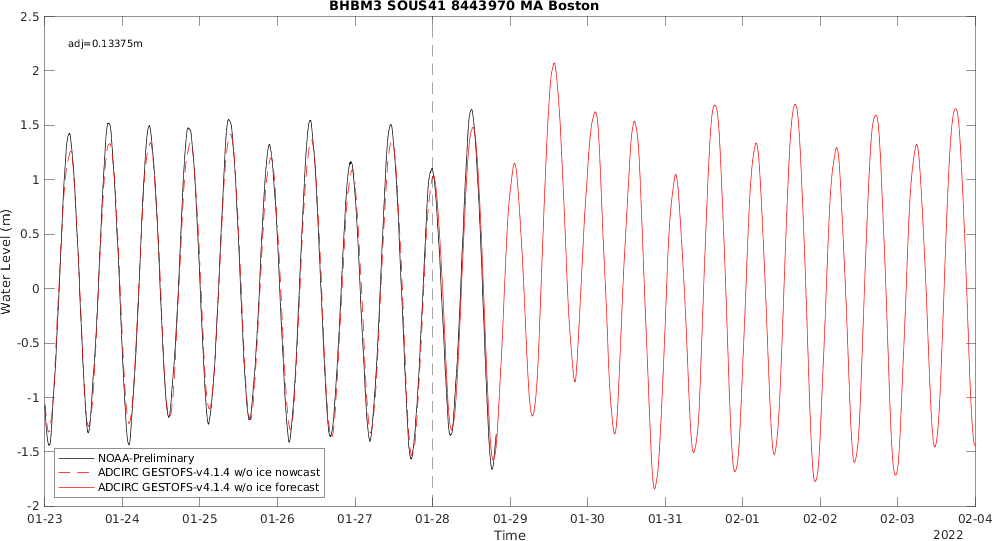 BHBM3 SOUS41 8443970 MA Boston
adj=0.13375m
2.5
2
1.5
1
0.5
0
-0.5
-1
-1.5
-2
Water Level (m)
NOAA-Preliminary
ADCIRC GESTOFS-v4.1.4 w/o ice nowcast
ADCIRC GESTOFS-v4.1.4 w/o ice forecast
01-23 01-24 01-25 01-26 01-27 01-28 01-29 01-30 01-31 02-01 02-02 02-03 02-04
Time
2022